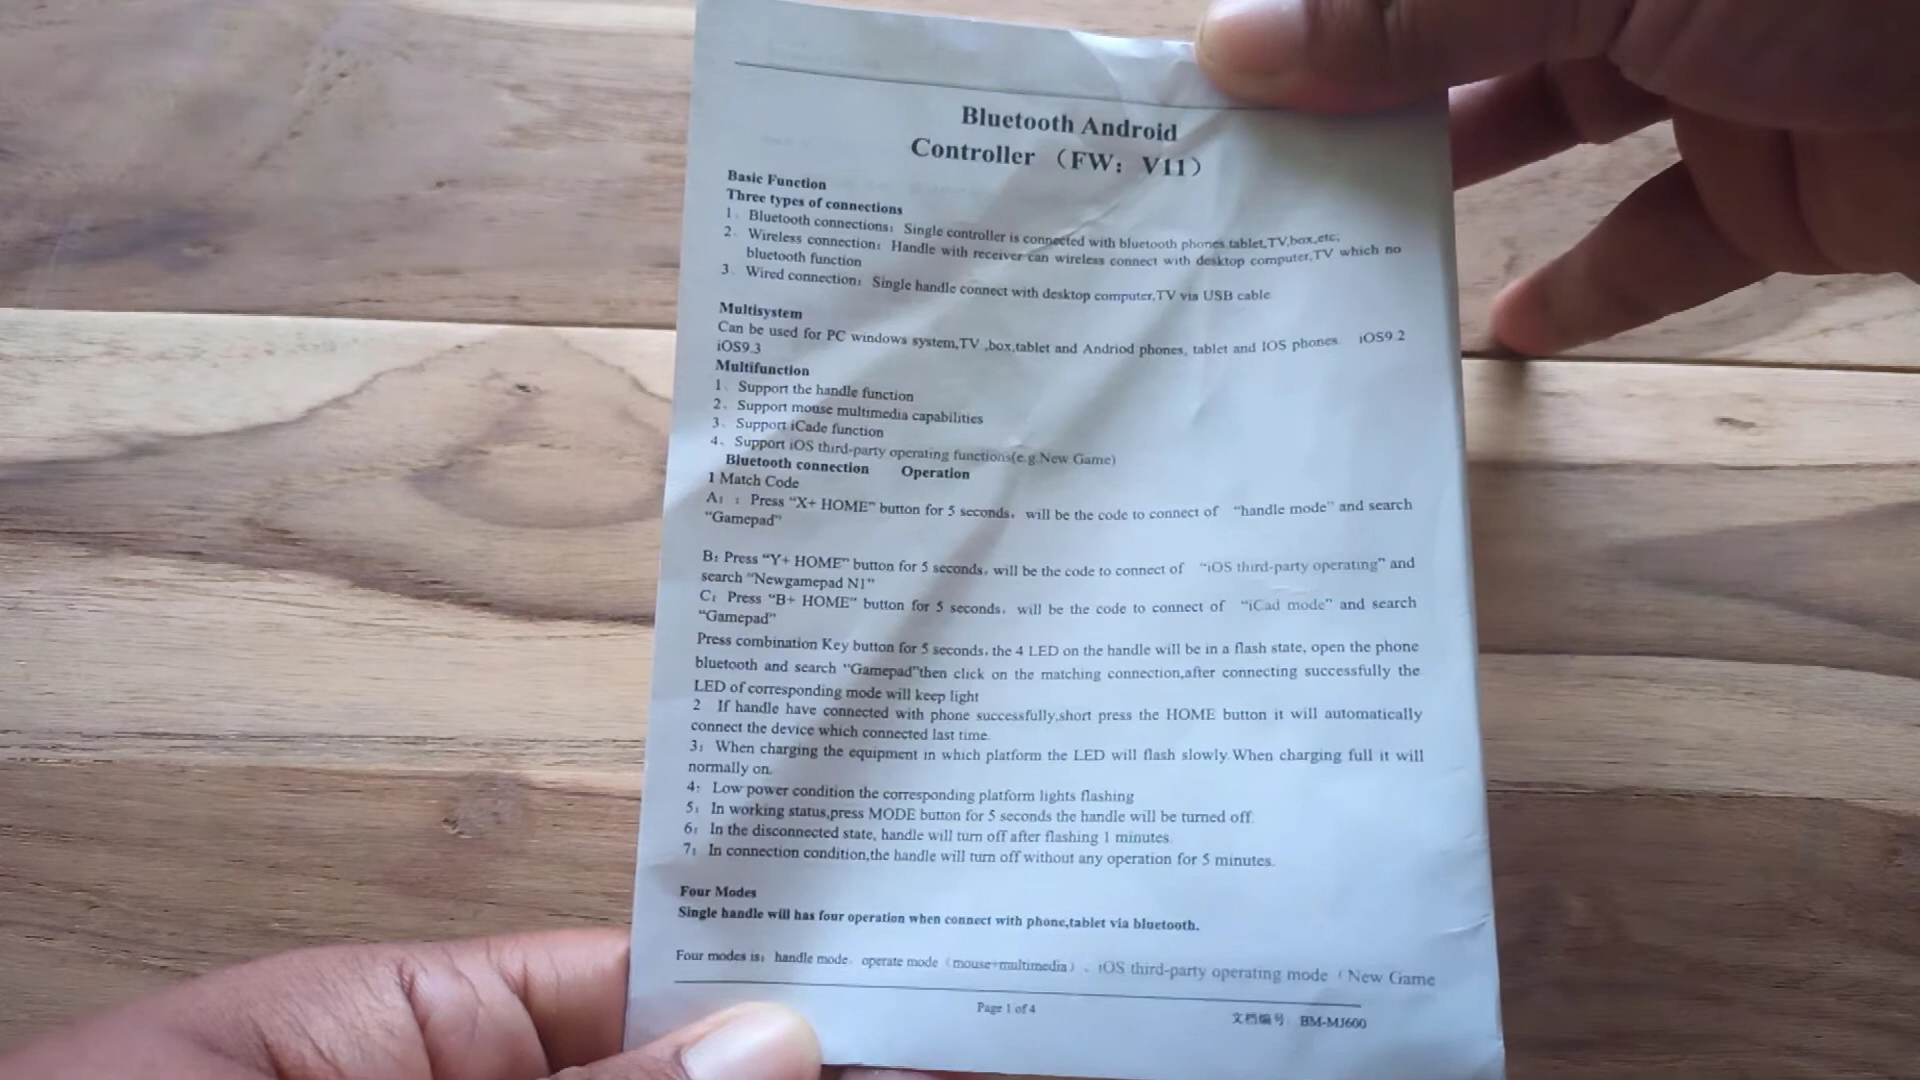 Bluetooth Android
Controller （FW：V11）
Basic Function
Three types of connections
1、Bluetooth connections：Single controller is connected with bluetooth phones,tablet,TV,box,etc;
2、Wireless connection：Handle with receiver can wireless connect with desktop computer,TV which no
bluetooth function
3、Wired connection：Single handle connect with desktop computer,TV via USB cable
Multisystem
Can be used for PC windows system,TV ,box,tablet and Andriod phones, tablet and IOS phones. iOS9.2
iOS9.3
Multifunction
1、Support the handle function
2、Support mouse multimedia capabilities
3、Support iCade function
4、Support iOS third-party operating functions(e.g.New Game)
Bluetooth connection Operation
1 Match Code
A：：Press “X+ HOME” button for 5 seconds，will be the code to connect of “handle mode” and search
“Gamepad”
B：Press “Y+ HOME” button for 5 seconds，will be the code to connect of “iOS third-party operating” and
search “Newgamepad N1”
C：Press “B+ HOME” button for 5 seconds，will be the code to connect of “iCad mode” and search
“Gamepad”
Press combination Key button for 5 seconds，the 4 LED on the handle will be in a flash state, open the phone
bluetooth and search “Gamepad”then click on the matching connection,after connecting successfully the
LED of corresponding mode will keep light
2 If handle have connected with phone successfully,short press the HOME button it will automatically
connect the device which connected last time.
3：When charging the equipment in which platform the LED will flash slowly.When charging full it will
normally on.
4：Low power condition the corresponding platform lights flashing
5：In working status,press MODE button for 5 seconds the handle will be turned off.
6：In the disconnected state, handle will turn off after flashing 1 minutes.
7：In connection condition,the handle will turn off without any operation for 5 minutes.
Four Modes
Single handle will has four operation when connect with phone,tablet via bluetooth.
Four modes is：handle mode、operate mode（mouse+multimedia）、iOS third-party operating mode（New Game
Page 1 of 4
文档编号 BM-MJ600